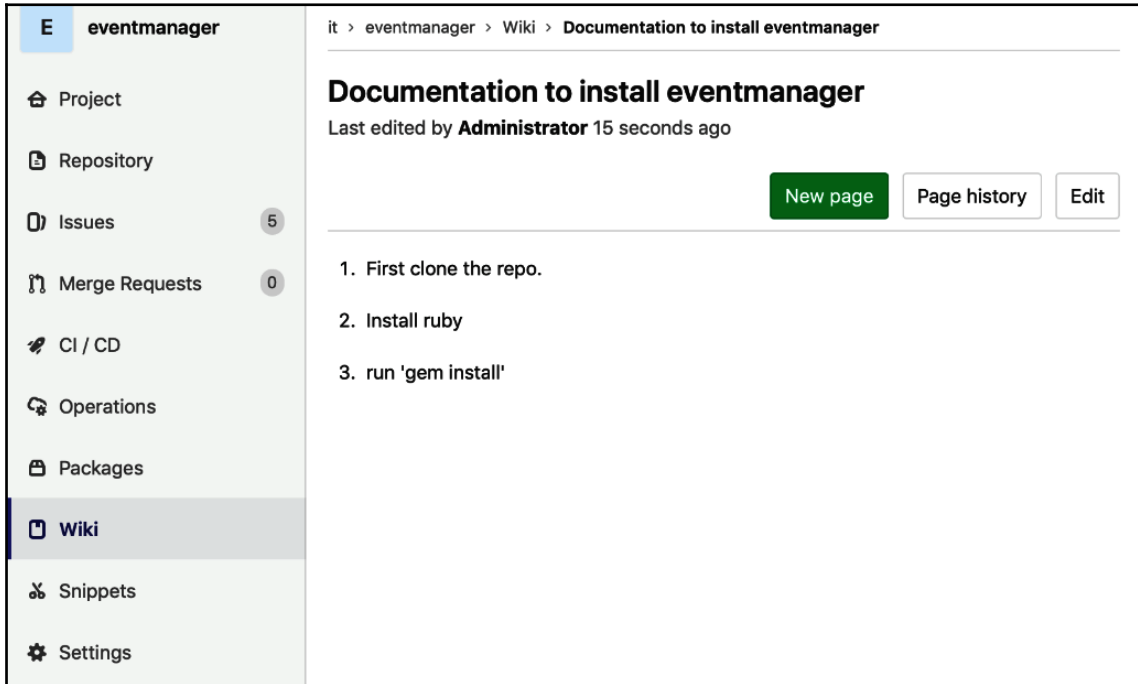 E eventmanager
it > eventmanager > Wiki > Documentation to install eventmanager
Project
Repository
Issues 5
Merge Requests 0
CI / CD
Operations
Packages
Wiki
Snippets
Settings
Documentation to install eventmanager
Last edited by Administrator 15 seconds ago
New page Page history Edit
1. First clone the repo.
2. Install ruby
3. run 'gem install'